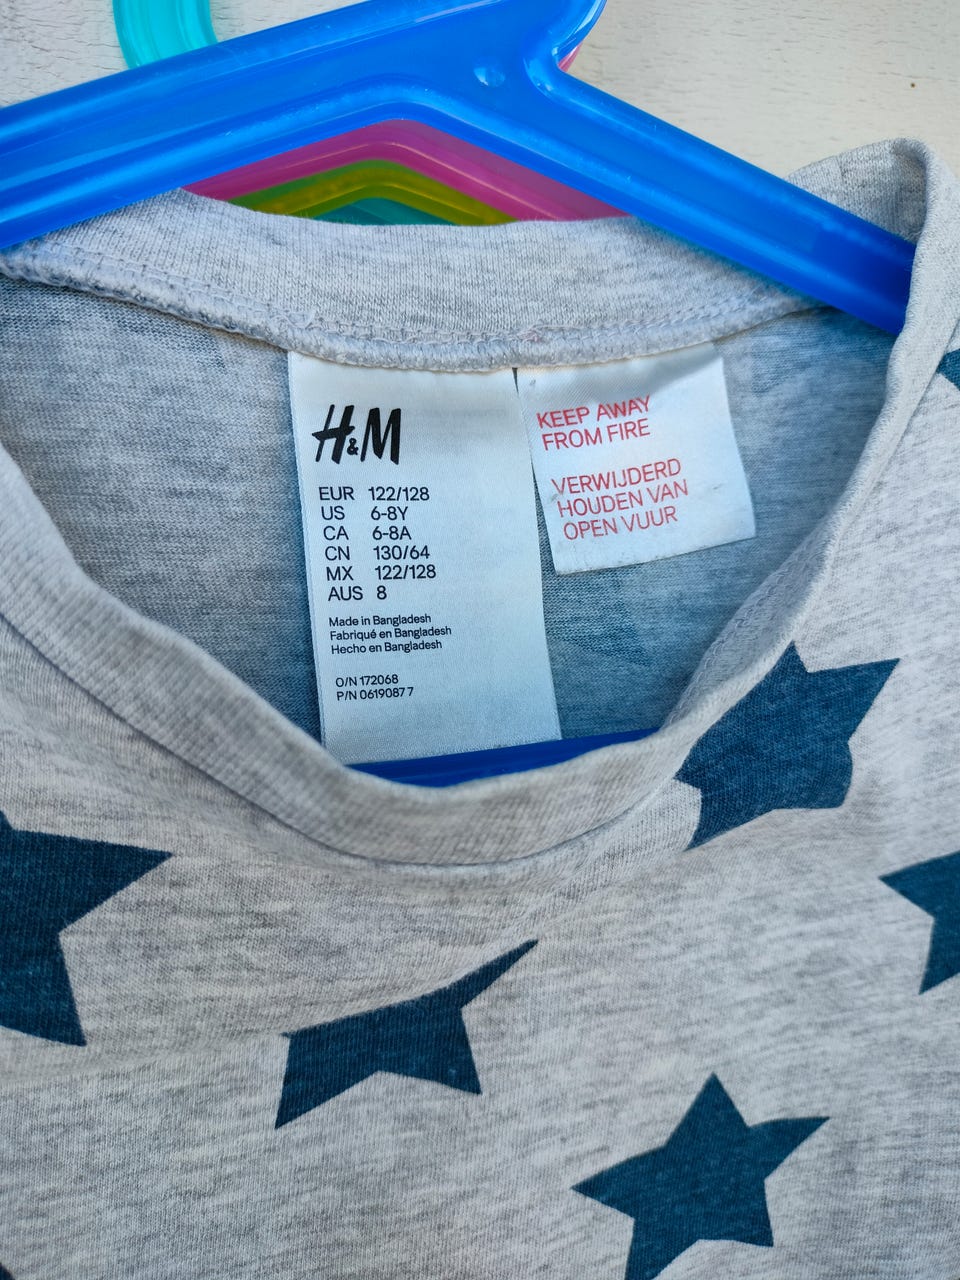 H&M
EUR 122/128
US 6-8Y
CA 6-8A
CN 130/64
MX 122/128
AUS 8
Made in Bangladesh
Fabriqué en Bangladesh
Hecho en Bangladesh
O/N 172068
P/N 0619087 7
KEEP AWAY
FROM FIRE
VERWIJDERD
HOUDEN VAN
OPEN VUUR